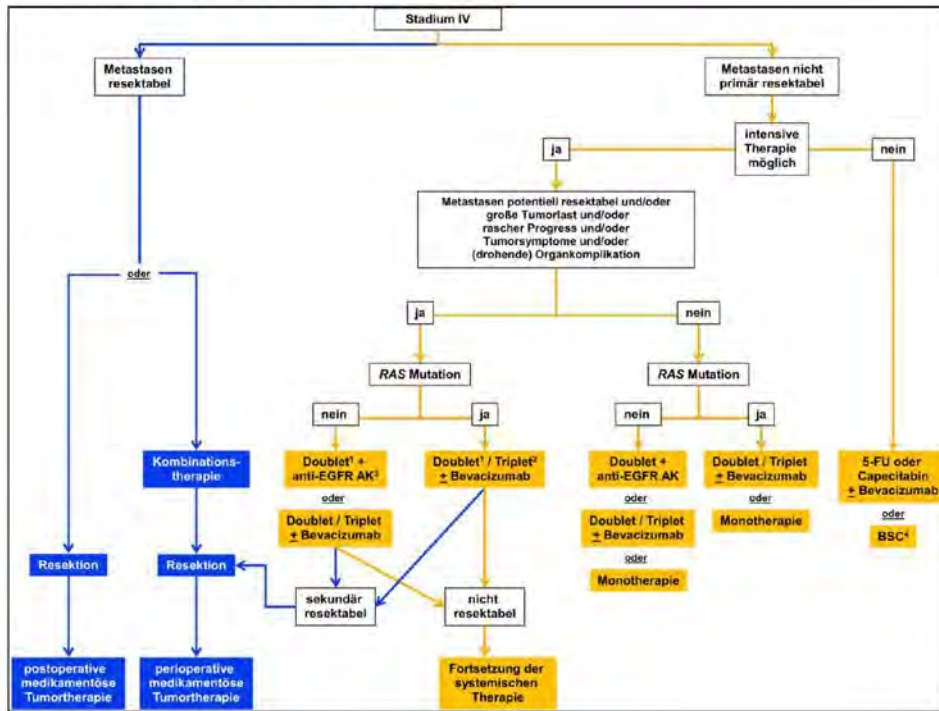 Stadium IV
Metastasen
resektabel
Metastasen nicht
primär resektabel
intensive
Therapie
möglich
ja
nein
Metastasen potentiell resektabel und/oder
große Tumorlast und/oder
rascher Progress und/oder
Tumorsymptome und/oder
(drohende) Organkomplikation
oder
ja
nein
RAS Mutation
RAS Mutation
nein
ja
nein
ja
Kombinations-
therapie
Doublet¹ +
anti-EGFR AK³
oder
Doublet / Triplet
± Bevacizumab
Doublet¹ / Triplet²
± Bevacizumab
Doublet +
anti-EGFR AK
oder
Doublet / Triplet
± Bevacizumab
oder
Monotherapie
Doublet / Triplet
± Bevacizumab
oder
Monotherapie
5-FU oder
Capecitabin
± Bevacizumab
oder
BSC⁴
Resektion
Resektion
sekundär
resektabel
nicht
resektabel
postoperative
medikamentöse
Tumortherapie
perioperative
medikamentöse
Tumortherapie
Fortsetzung der
systemischen
Therapie